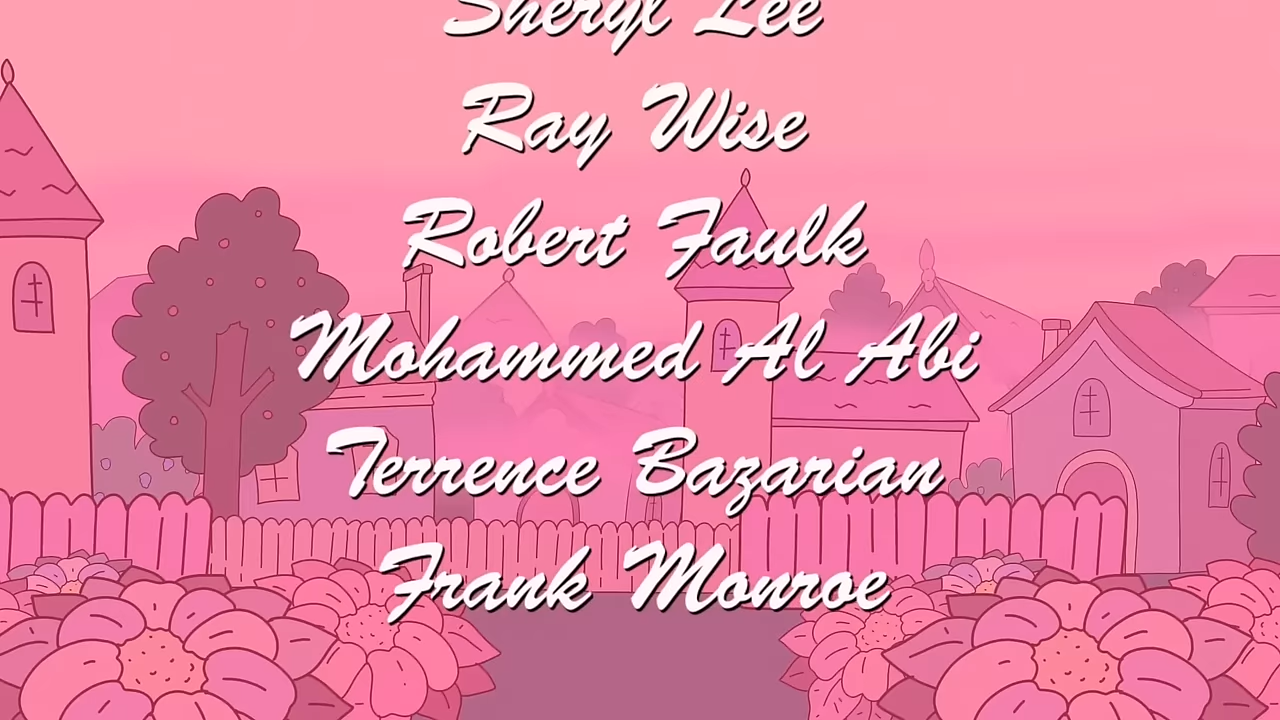 Sheryl Lee
Ray Wise
Robert Faulk
Mohammed Al Abi
Terrence Bazarian
Frank Monroe